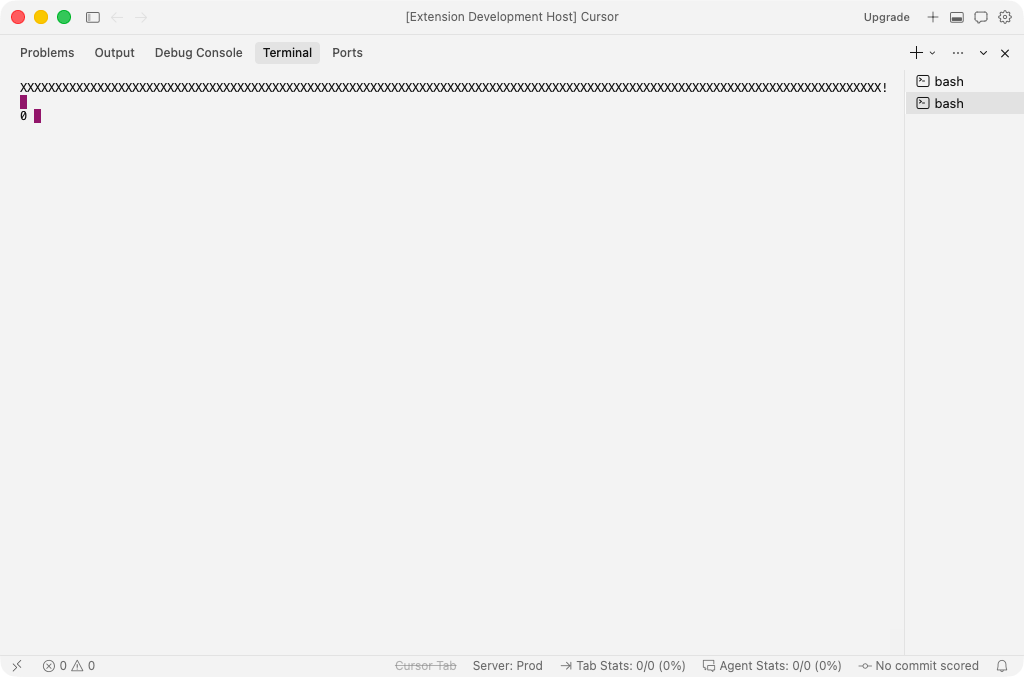 [Extension Development Host] Cursor
Upgrade
Problems Output Debug Console Terminal Ports
XXXXXXXXXXXXXXXXXXXXXXXXXXXXXXXXXXXXXXXXXXXXXXXXXXXXXXXXXXXXXXXXXXXXXXXXXXXXXXXXXXXXXXXXXXXXXXXXXXXXXXXXXXXXXXXXXXXXXXXXXXX!
0
bash
bash
0 0
Cursor Tab Server: Prod Tab Stats: 0/0 (0%) Agent Stats: 0/0 (0%) No commit scored